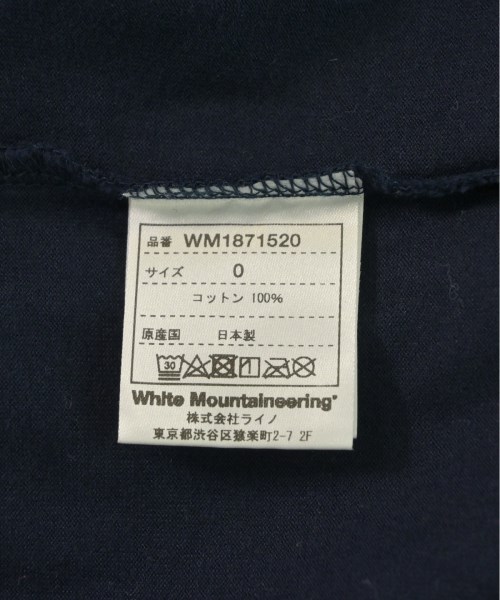 品番 WM1871520
サイズ 0
コットン 100%
原産国 日本製
30
White Mountaineering®
株式会社ライノ
東京都渋谷区猿楽町2-7 2F